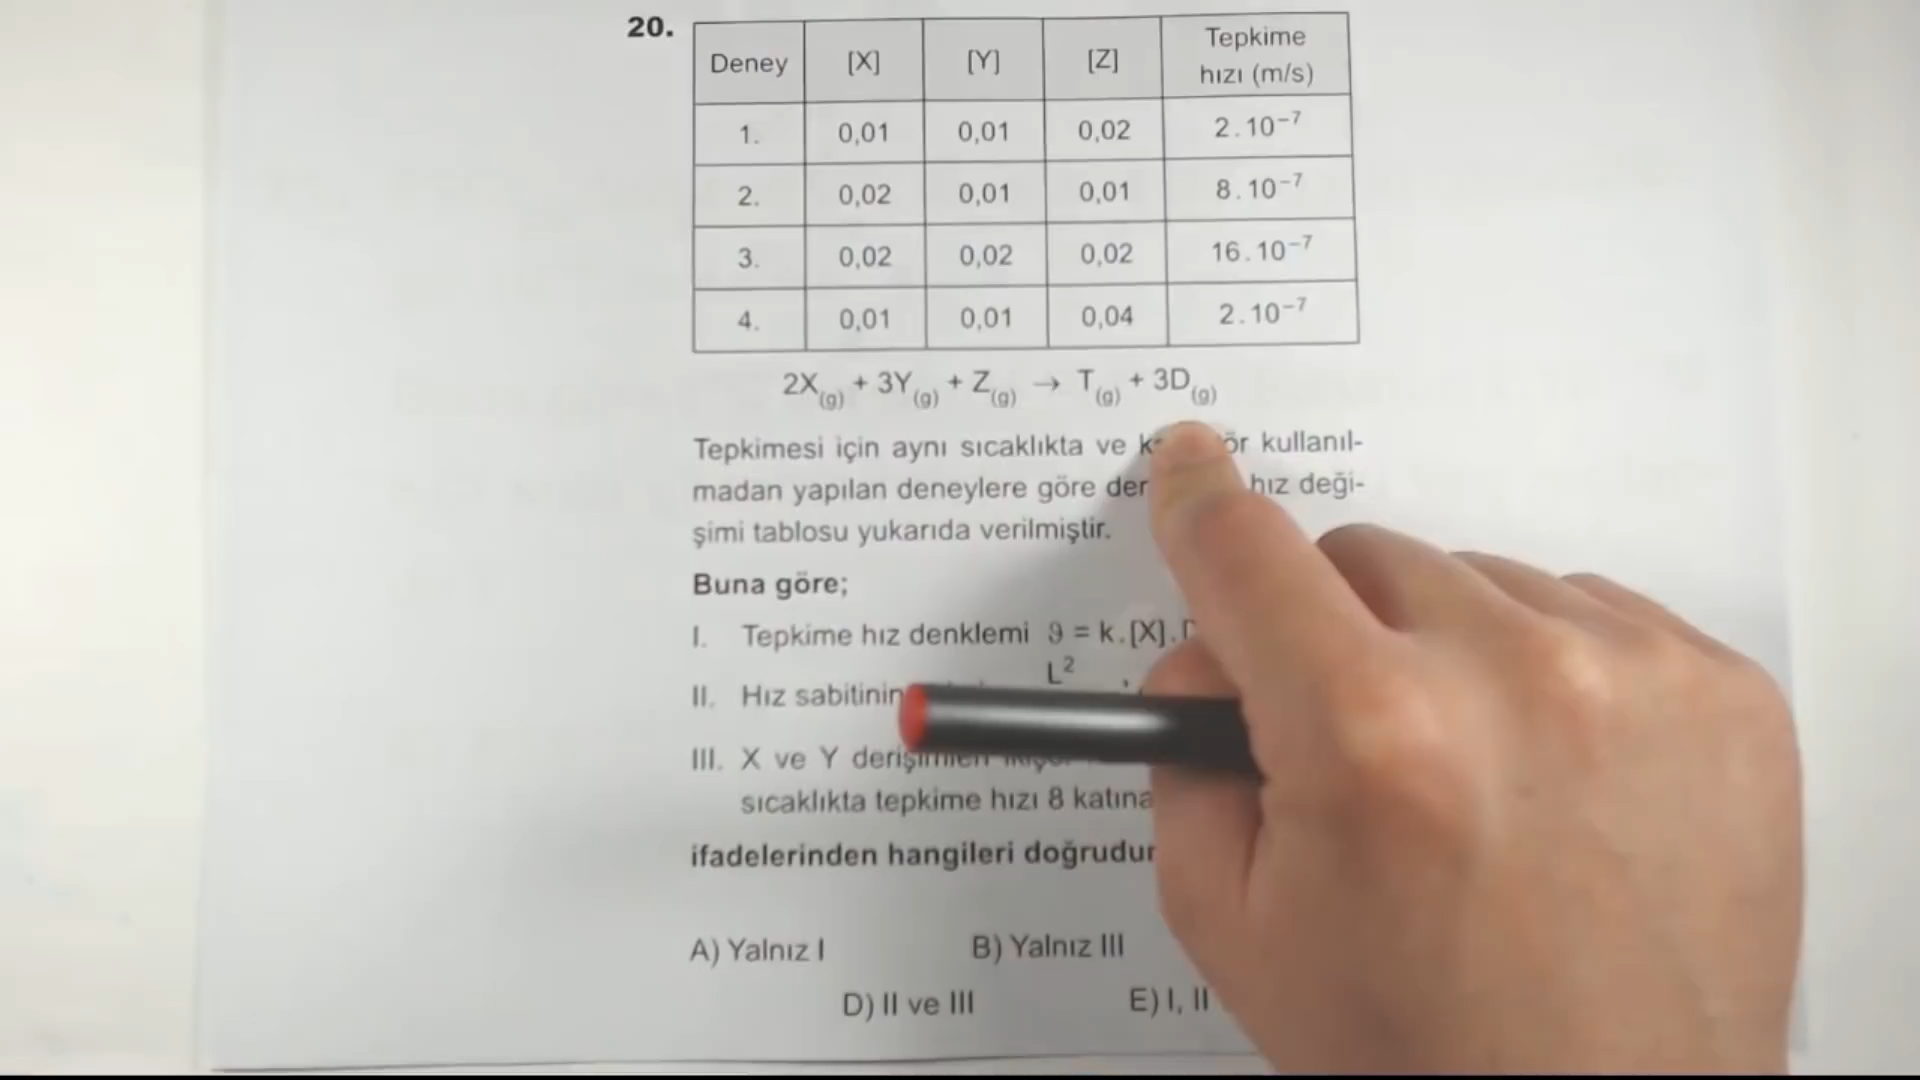 20.
Deney [X] [Y] [Z] Tepkime hızı (m/s)
1. 0,01 0,01 0,02 2.10⁻⁷
2. 0,02 0,01 0,01 8.10⁻⁷
3. 0,02 0,02 0,02 16.10⁻⁷
4. 0,01 0,01 0,04 2.10⁻⁷
2X(g) + 3Y(g) + Z(g) → T(g) + 3D(g)
Tepkimesi için aynı sıcaklıkta ve kullanıl-
madan yapılan deneylere göre hız deği-
şimi tablosu yukarıda verilmiştir.
Buna göre;
I. Tepkime hız denklemi ϑ = k.[X].
L²
II. Hız sabitinin
III. X ve Y
sıcaklıkta tepkime hızı 8 katına
ifadelerinden hangileri doğrudur
A) Yalnız I B) Yalnız III
D) II ve III E) I, II